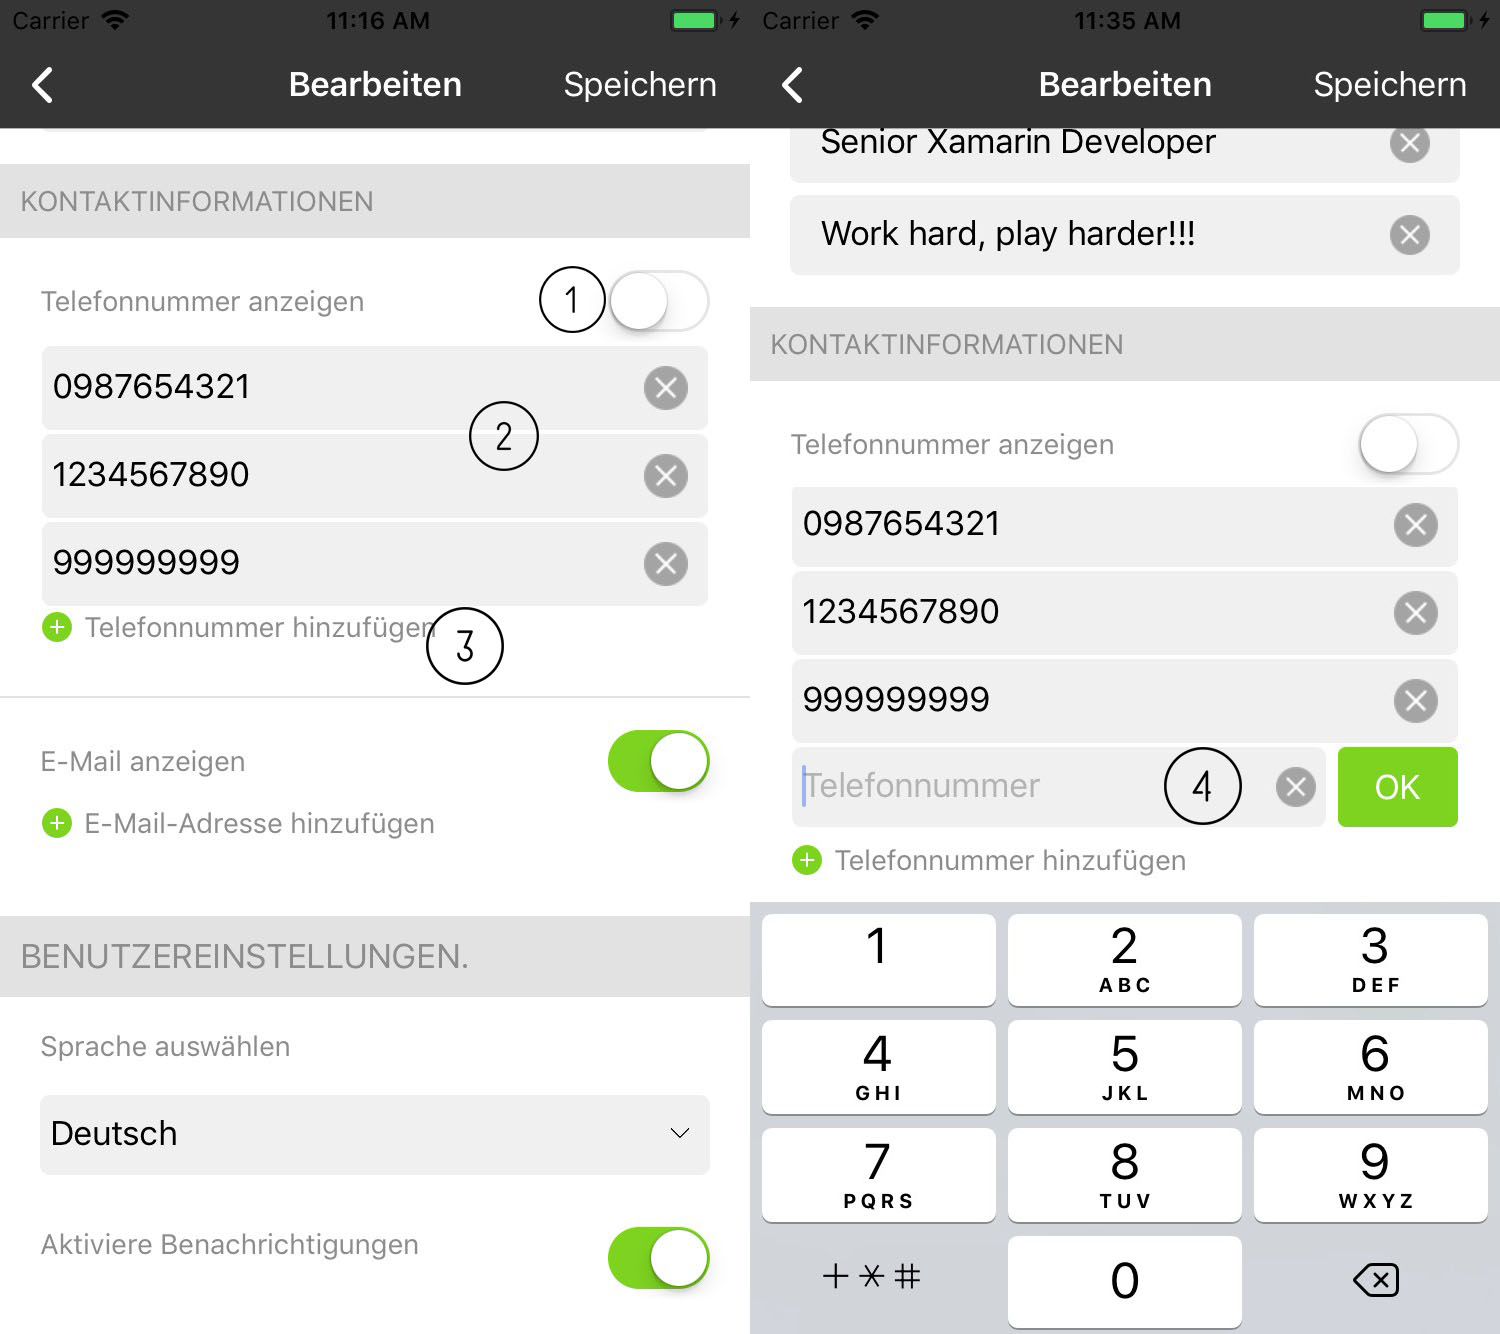 Carrier 11:16 AM
Bearbeiten Speichern
KONTAKTINFORMATIONEN
Telefonnummer anzeigen 1
0987654321
2
1234567890
999999999
Telefonnummer hinzufügen
3
E-Mail anzeigen
E-Mail-Adresse hinzufügen
BENUTZEREINSTELLUNGEN.
Sprache auswählen
Deutsch
Aktiviere Benachrichtigungen
Carrier 11:35 AM
Bearbeiten Speichern
Senior Xamarin Developer
Work hard, play harder!!!
KONTAKTINFORMATIONEN
Telefonnummer anzeigen
0987654321
1234567890
999999999
Telefonnummer 4 OK
Telefonnummer hinzufügen
1 2 3
ABC DEF
4 5 6
GHI JKL MNO
7 8 9
PQRS TUV WXYZ
+*# 0